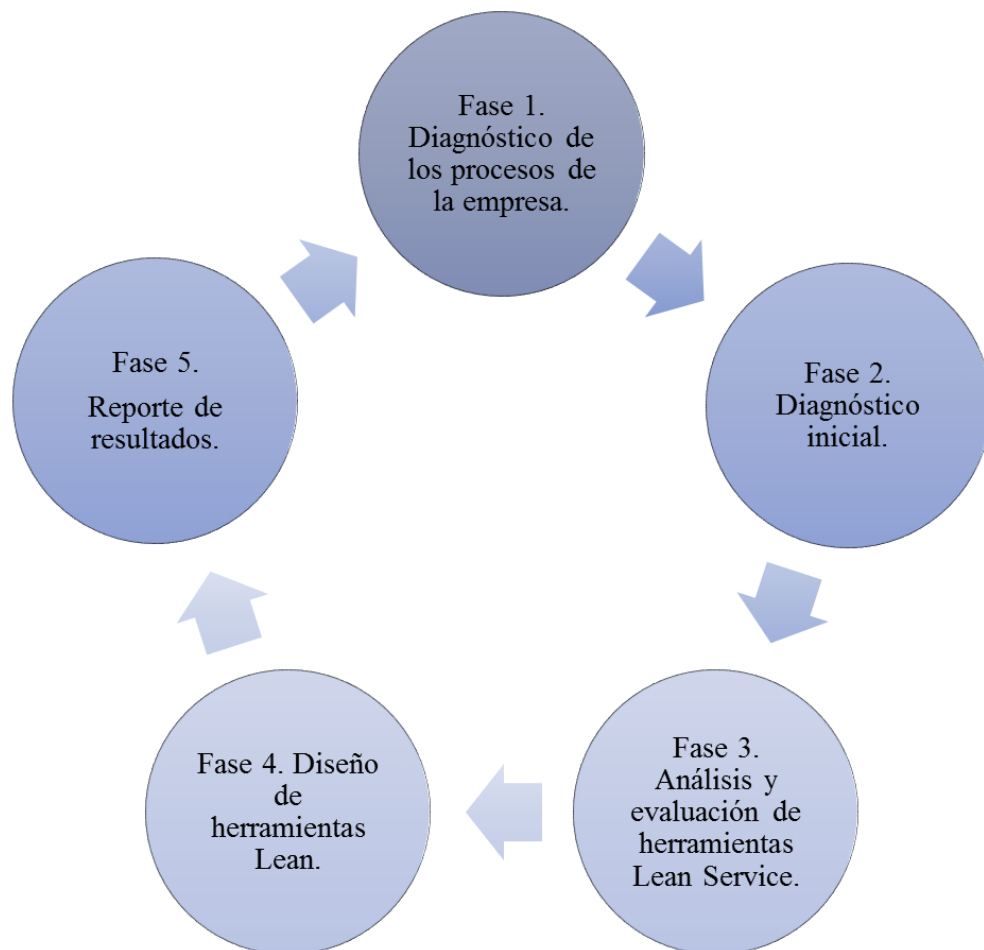 Fase 1.
Diagnóstico de
los procesos de
la empresa.
Fase 2.
Diagnóstico
inicial.
Fase 3.
Análisis y
evaluación de
herramientas
Lean Service.
Fase 4. Diseño
de
herramientas
Lean.
Fase 5.
Reporte de
resultados.